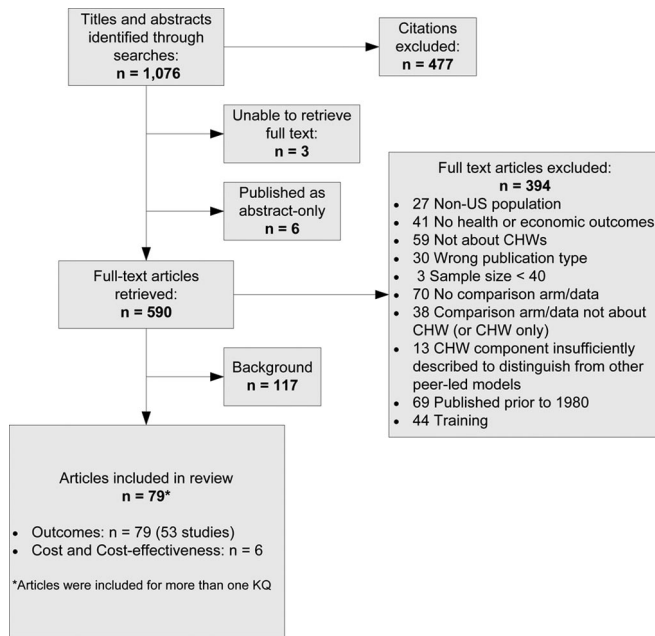 Titles and abstracts
identified through
searches:
n = 1,076
Citations
excluded:
n = 477
Unable to retrieve
full text:
n = 3
Published as
abstract-only
n = 6
Full-text articles
retrieved:
n = 590
Full text articles excluded:
n = 394
• 27 Non-US population
• 41 No health or economic outcomes
• 59 Not about CHWs
• 30 Wrong publication type
• 3 Sample size < 40
• 70 No comparison arm/data
• 38 Comparison arm/data not about
CHW (or CHW only)
• 13 CHW component insufficiently
described to distinguish from other
peer-led models
• 69 Published prior to 1980
• 44 Training
Background
n = 117
Articles included in review
n = 79*
• Outcomes: n = 79 (53 studies)
• Cost and Cost-effectiveness: n = 6
*Articles were included for more than one KQ